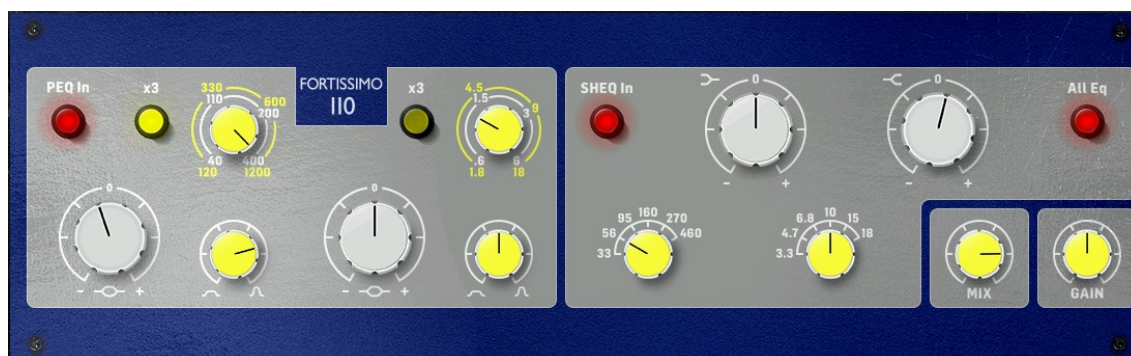 PEQ In
x3
330
110
600
200
40
400
120
1200
FORTISSIMO
110
x3
4.5
1.5
9
3
.6
6
1.8
18
SHEQ In
0
0
All Eq
- +
- +
0
0
- +
- +
33 56 95 160 270 460
3.3 4.7 6.8 10 15 18
MIX
GAIN